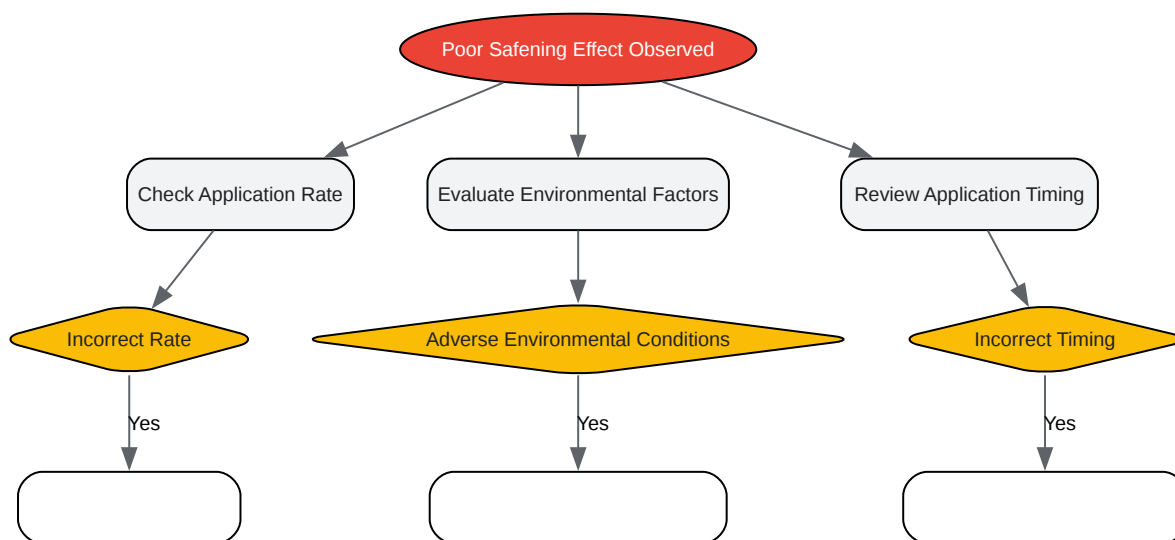 Poor Safening Effect Observed
Check Application Rate
Evaluate Environmental Factors
Review Application Timing
Incorrect Rate
Adverse Environmental Conditions
Incorrect Timing
Yes
Yes
Yes